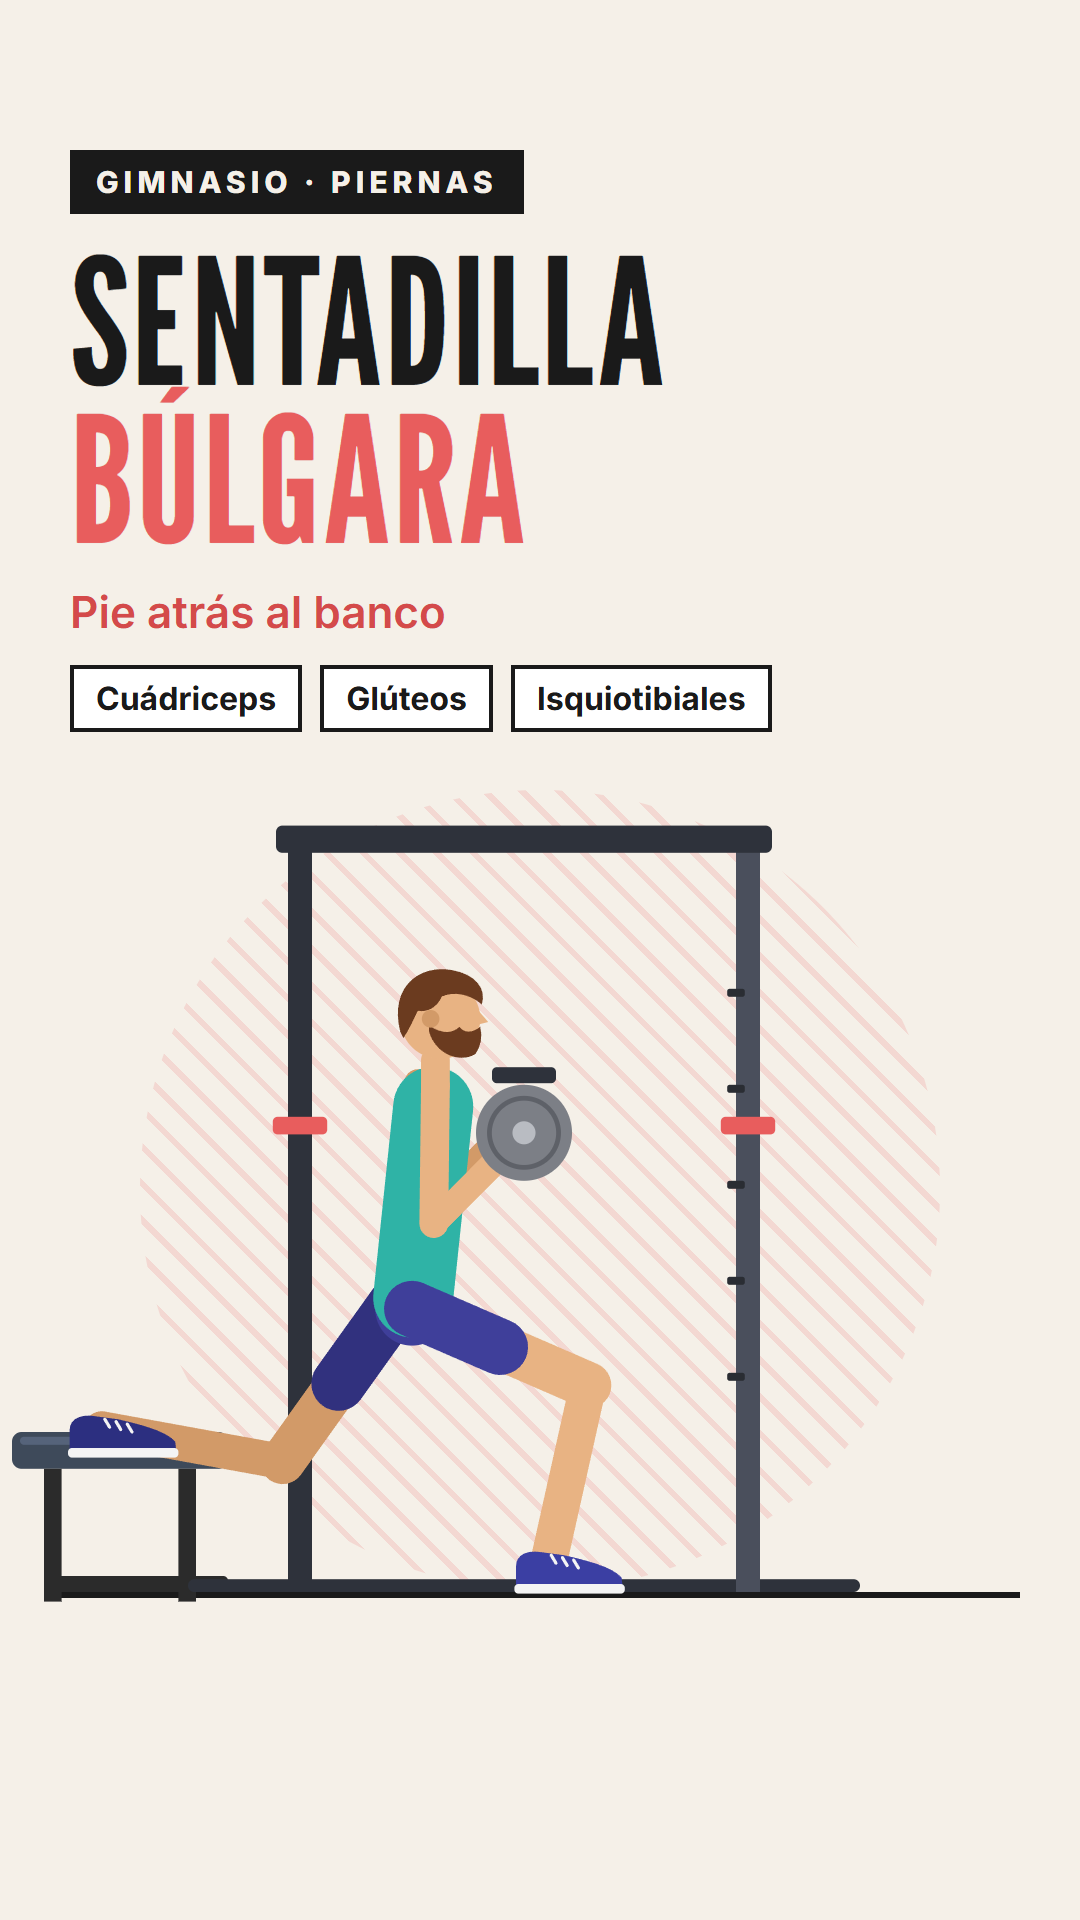 GIMNASIO · PIERNAS
SENTADILLA
BÚLGARA
Pie atrás al banco
Cuádriceps Glúteos Isquiotibiales